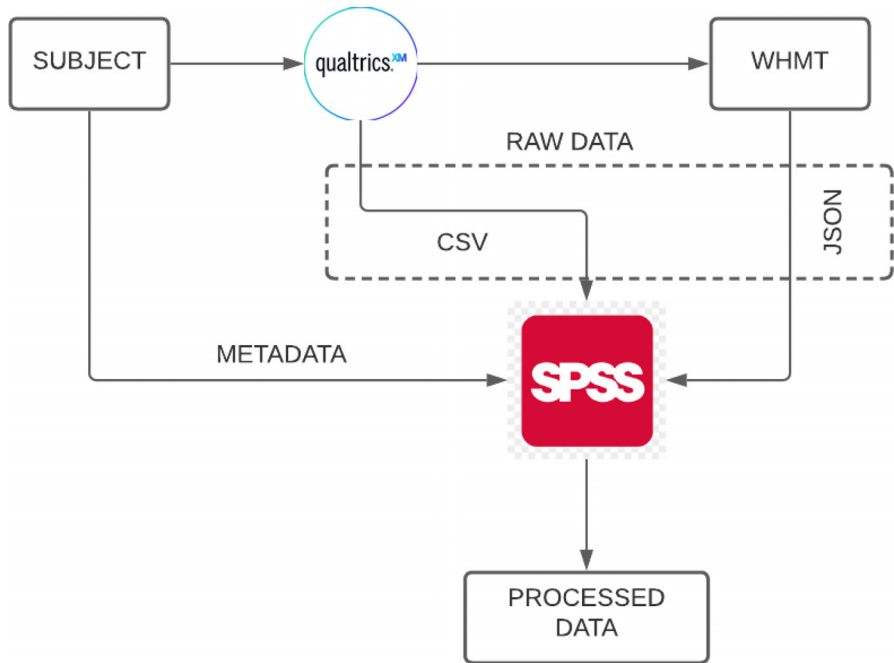 SUBJECT
qualtrics.XM
WHMT
RAW DATA
CSV
JSON
METADATA
SPSS
PROCESSED
DATA